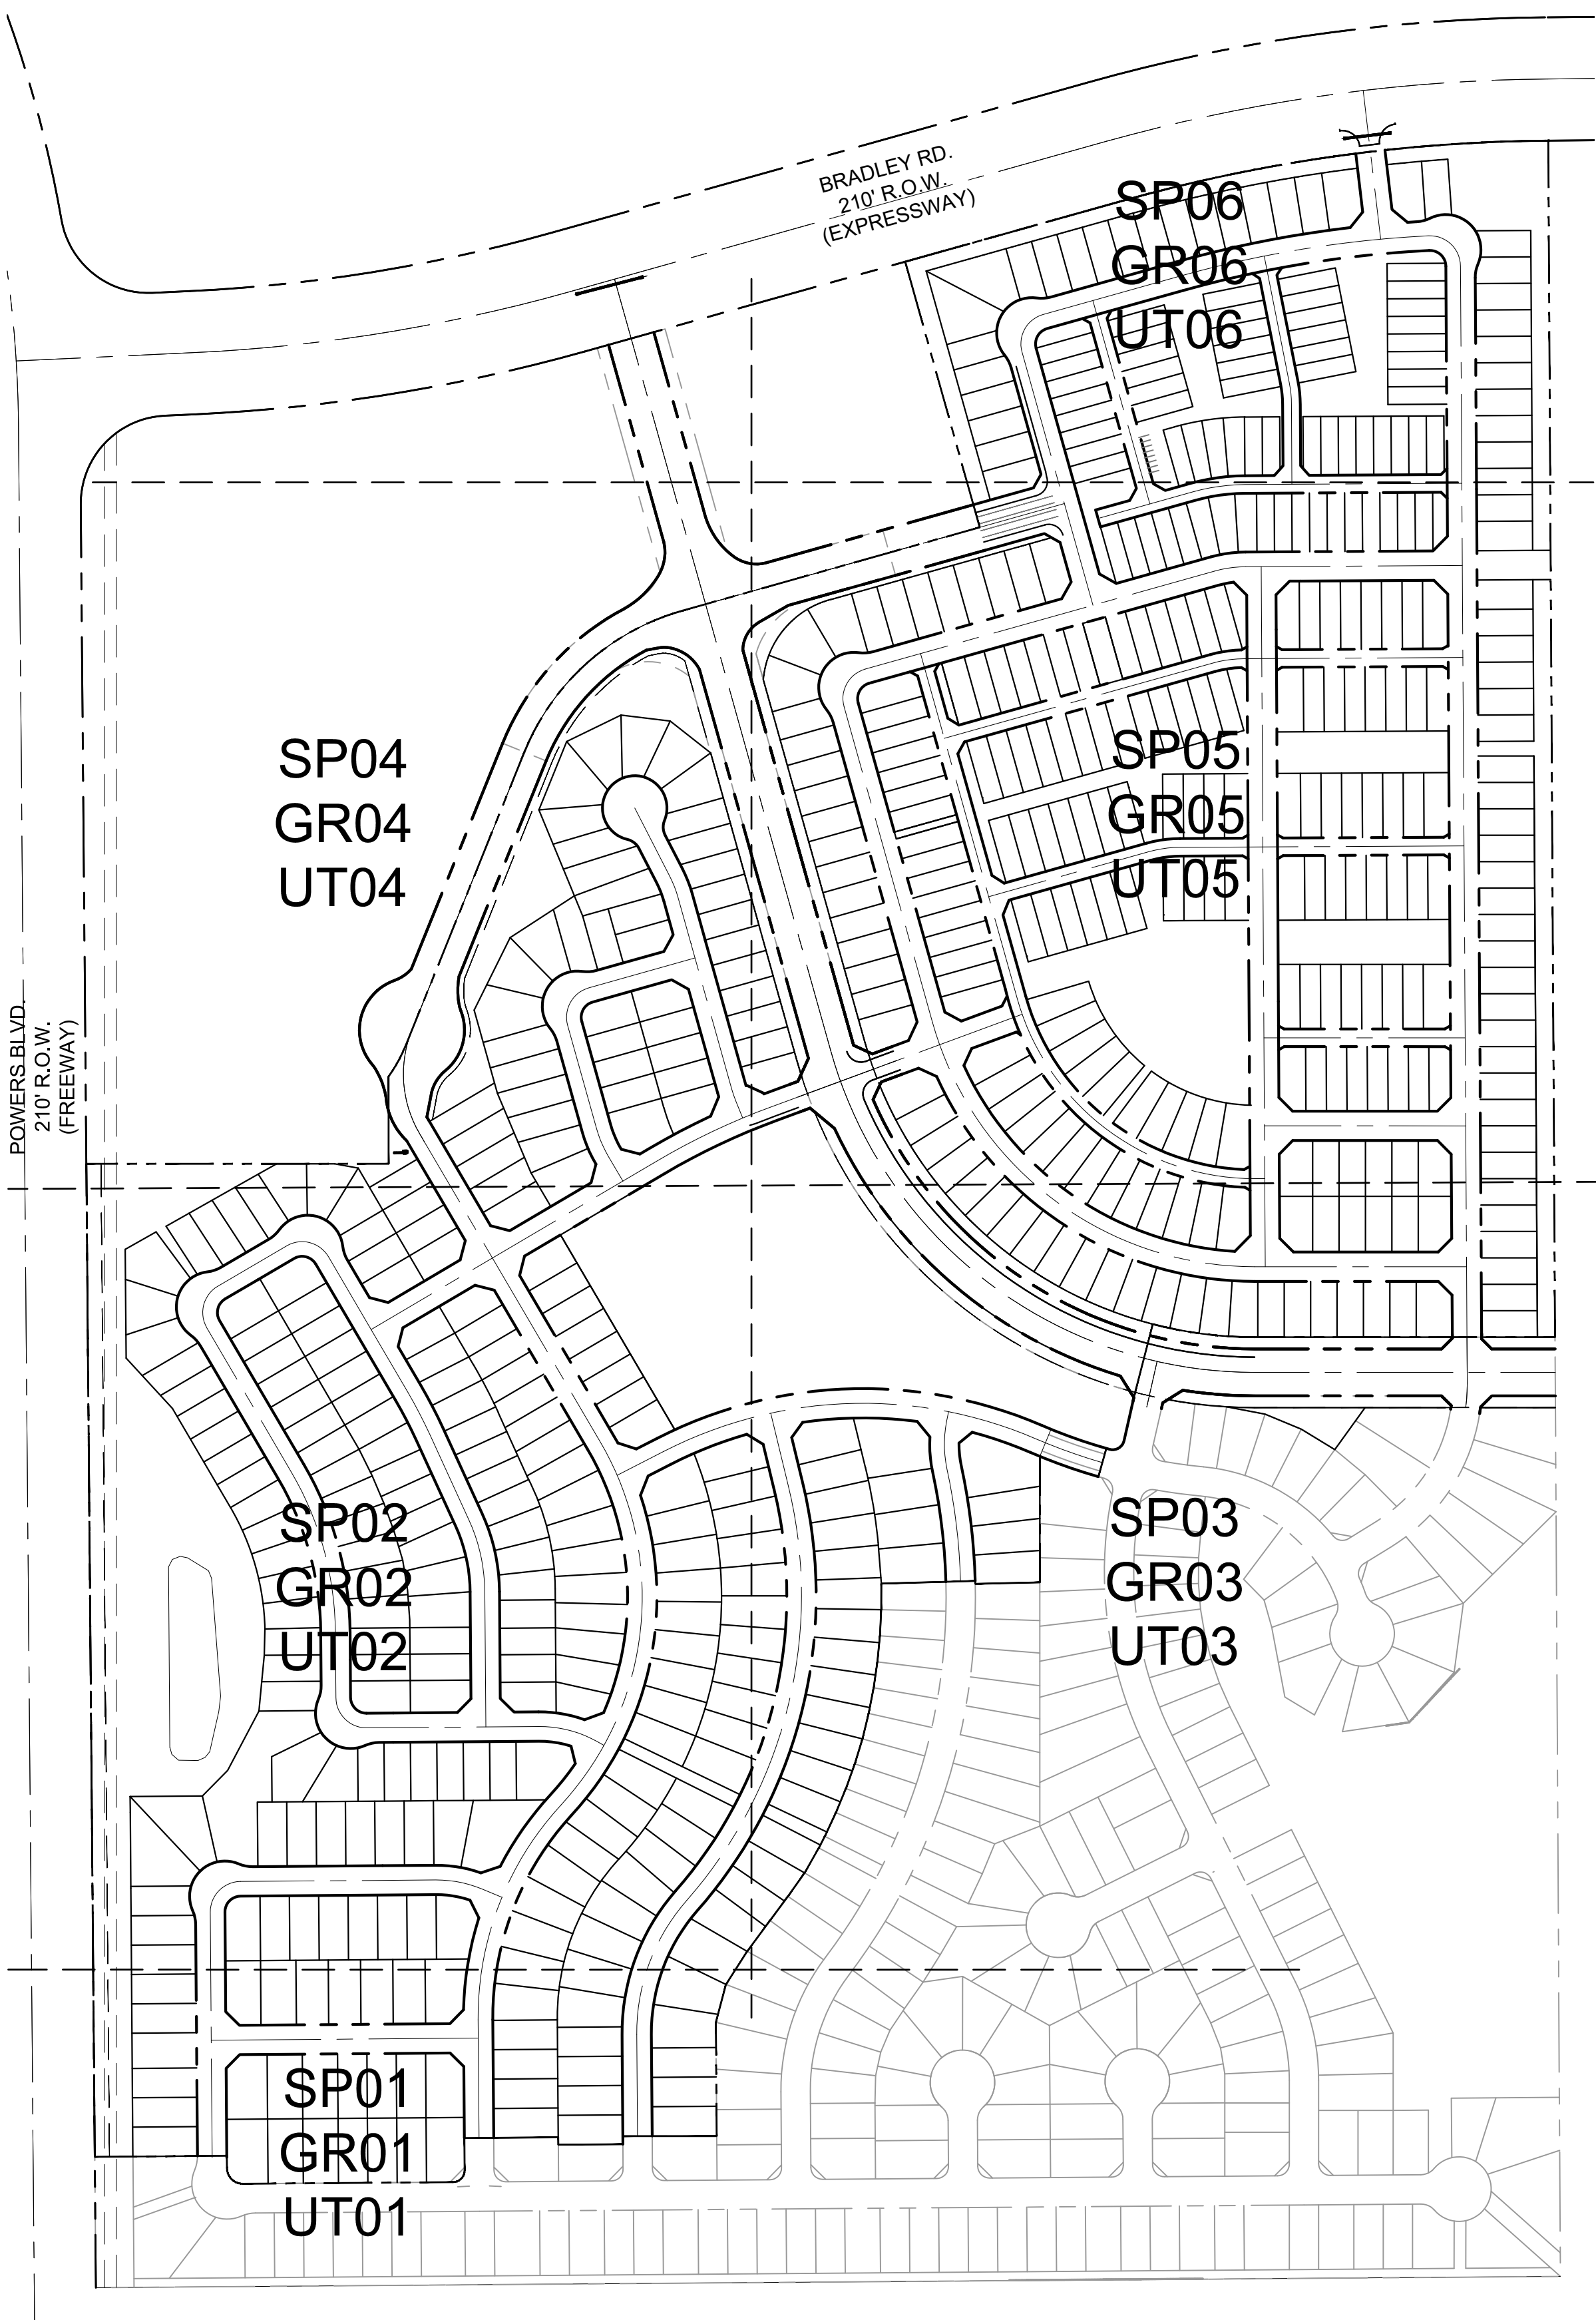 BRADLEY RD.
210' R.O.W.
(EXPRESSWAY)
SP06
GR06
UT06
SP04
GR04
UT04
SP05
GR05
UT05
POWERS BLVD.
210' R.O.W.
(FREEWAY)
SP02
GR02
UT02
SP03
GR03
UT03
SP01
GR01
UT01